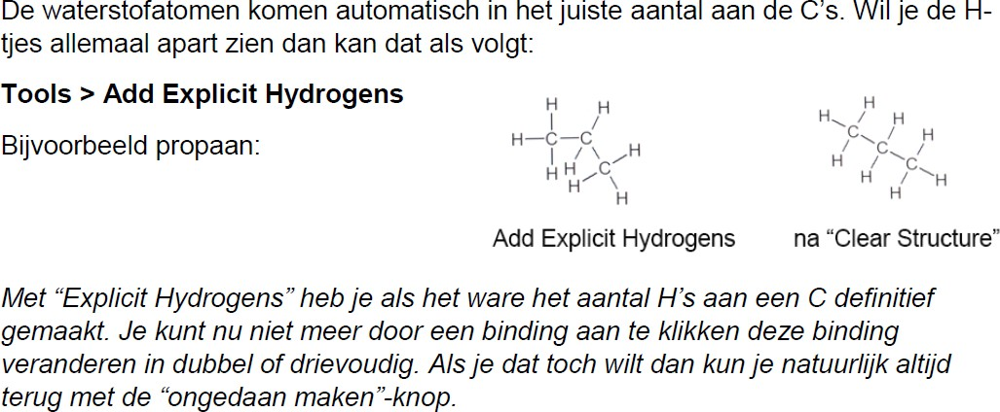 De waterstofatomen komen automatisch in het juiste aantal aan de C's. Wil je de H-
tjes allemaal apart zien dan kan dat als volgt:
Tools > Add Explicit Hydrogens
Bijvoorbeeld propaan:
H H
H C C
H H C H
H
H
H
H C H
H C H
H C
H H
Add Explicit Hydrogens na “Clear Structure”
Met “Explicit Hydrogens” heb je als het ware het aantal H's aan een C definitief
gemaakt. Je kunt nu niet meer door een binding aan te klikken deze binding
veranderen in dubbel of drievoudig. Als je dat toch wilt dan kun je natuurlijk altijd
terug met de “ongedaan maken”-knop.